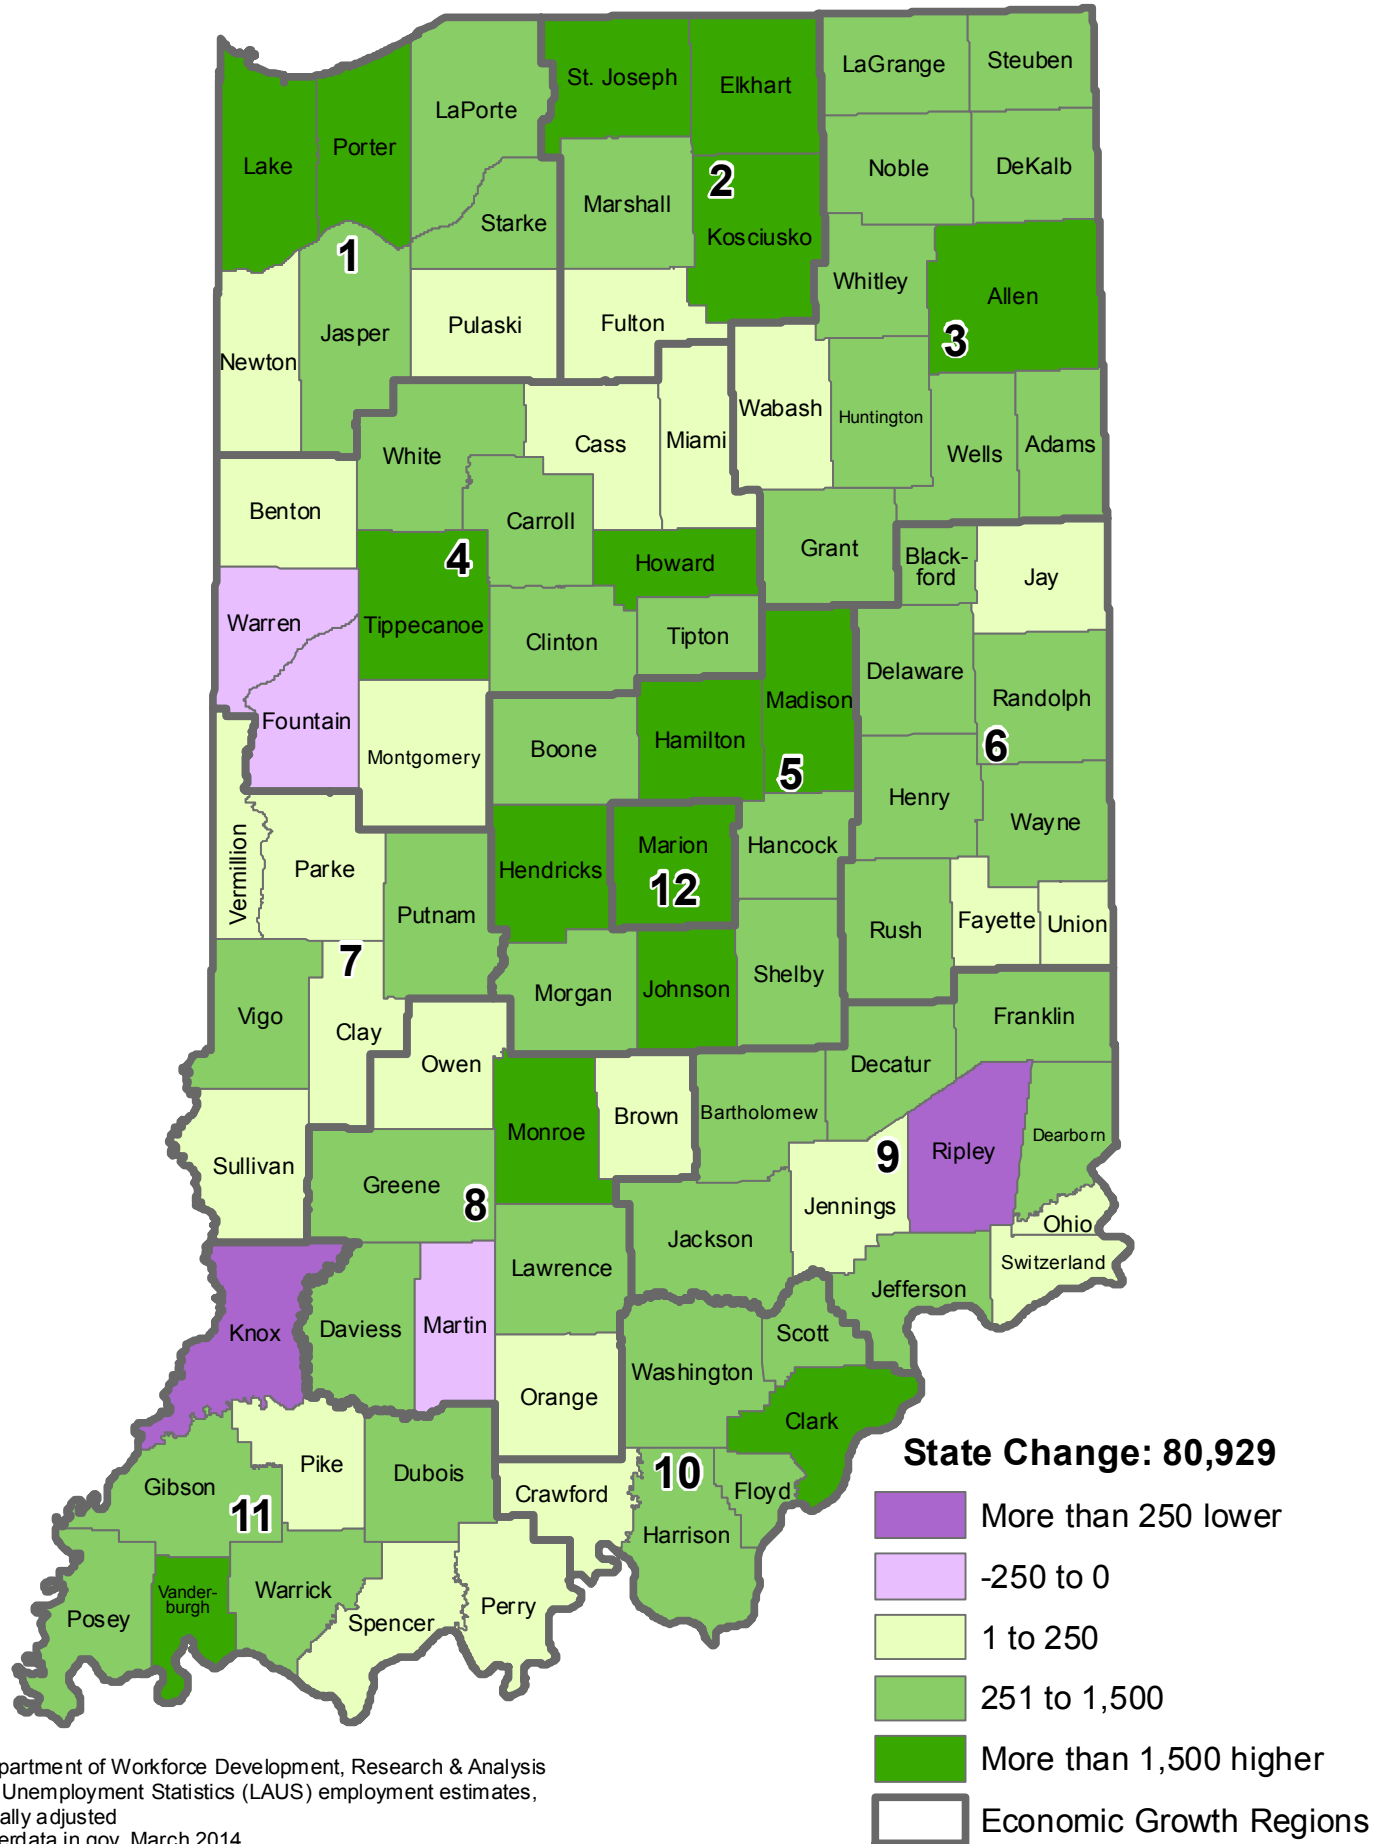 LaGrange
Steuben
St. Joseph
Elkhart
LaPorte
Porter
Lake
Noble
DeKalb
2
Marshall
Starke
Kosciusko
1
Whitley
Allen
Jasper
Pulaski
Fulton
3
Newton
Wabash
Huntington
Cass
Miami
White
Wells
Adams
Benton
Carroll
4
Howard
Grant
Black-
ford
Jay
Warren
Tippecanoe
Clinton
Tipton
Delaware
Madison
Randolph
Fountain
Hamilton
Boone
6
Montgomery
5
Henry
Wayne
Marion
Hancock
Vermillion
Parke
Hendricks
12
Putnam
Rush
Fayette
Union
7
Shelby
Morgan
Johnson
Vigo
Clay
Franklin
Owen
Decatur
Brown
Bartholomew
Monroe
Dearborn
Sullivan
9
Ripley
Greene
8
Jennings
Ohio
Jackson
Switzerland
Lawrence
Jefferson
Knox
Daviess
Martin
Scott
Washington
Orange
Clark
State Change: 80,929
Pike
Dubois
10
Gibson
Crawford
Floyd
11
Harrison
More than 250 lower
-250 to 0
Vander-
burgh
Warrick
Posey
Spencer
Perry
1 to 250
251 to 1,500
More than 1,500 higher
Economic Growth Regions
partment of Workforce Development, Research & Analysis
Unemployment Statistics (LAUS) employment estimates,
ally adjusted
erdata.in.gov, March 2014